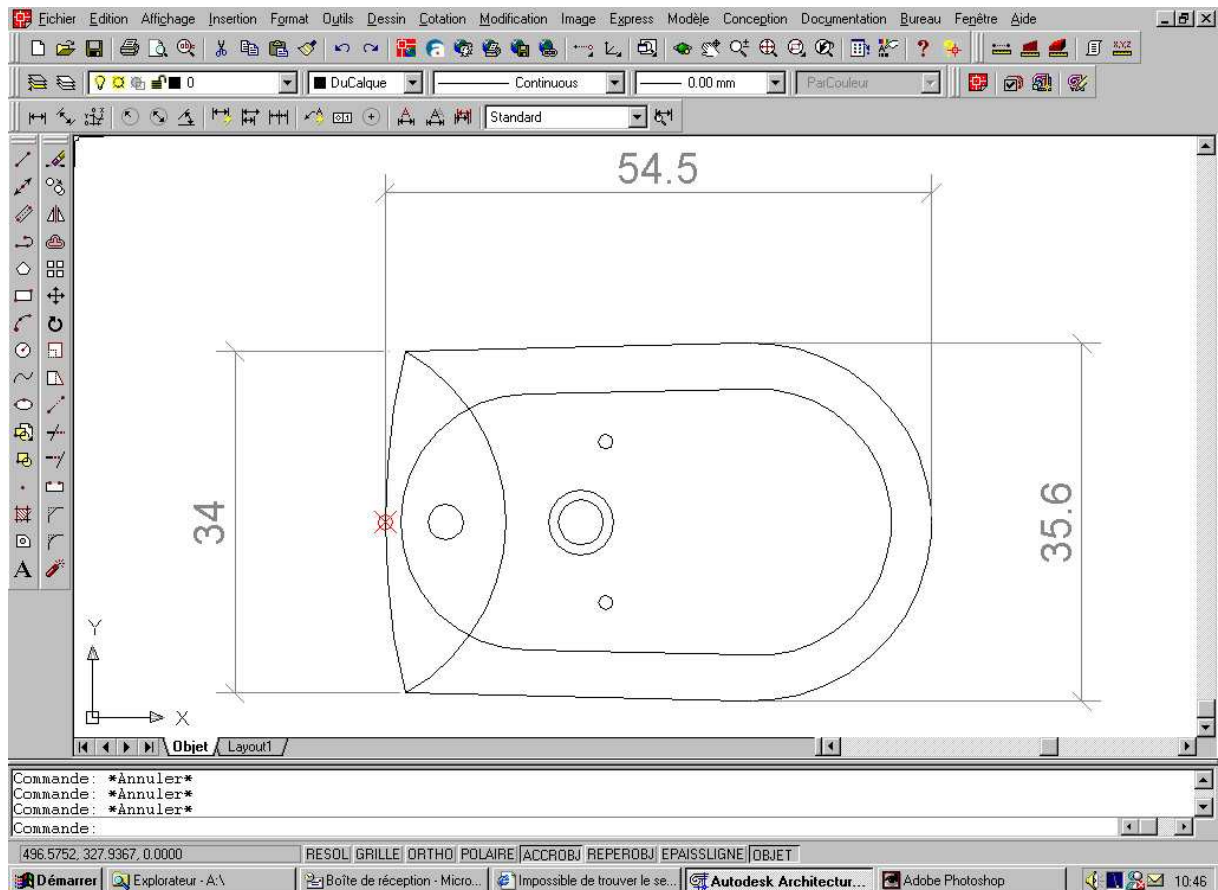 Fichier Edition Affichage Insertion Format Outils Dessin Cotation Modification Image Express Modèle Conception Documentation Bureau Fenêtre Aide
0 DuCalque Continuous 0.00 mm ParCouleur
Standard
54.5
34
35.6
Y
X
A
Objet Layout1
Commande: *Annuler*
Commande: *Annuler*
Commande: *Annuler*
Commande:
496.5752, 327.9367, 0.0000 RESOL GRILLE ORTHO POLAIRE ACCROBJ REPEROBJ EPAISSLIGNE OBJET
Démarrer Explorateur - A:\ Boîte de réception - Micro... Impossible de trouver le se... Autodesk Architectur... Adobe Photoshop 10:46